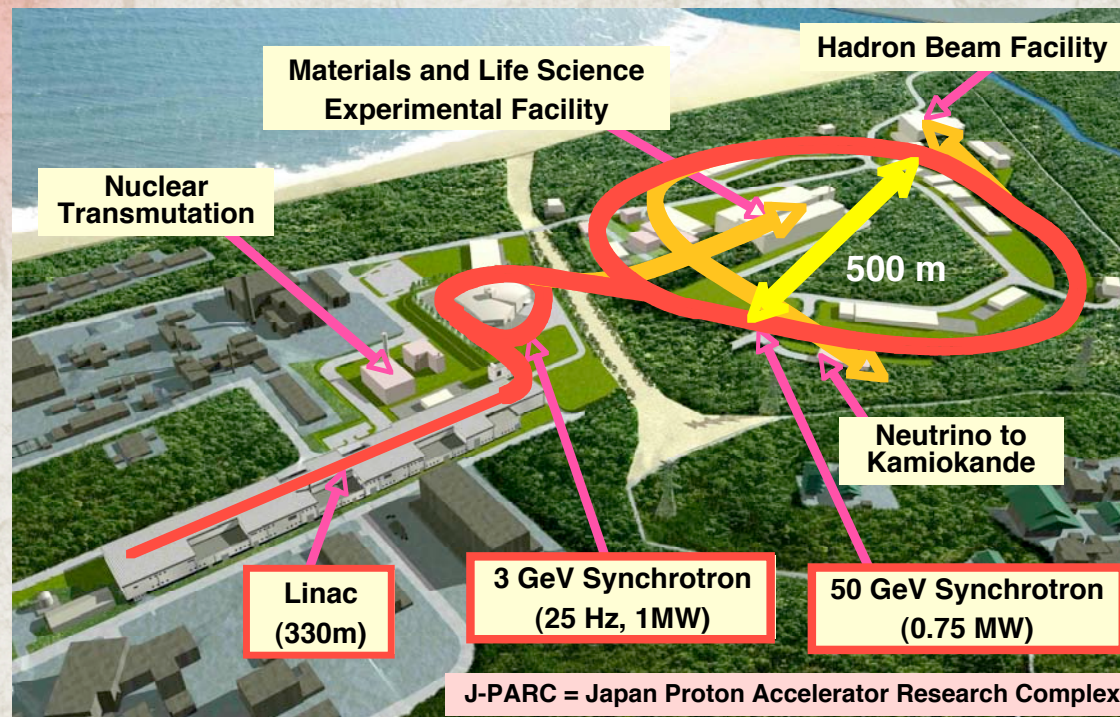 Hadron Beam Facility
Materials and Life Science
Experimental Facility
Nuclear
Transmutation
500 m
Neutrino to
Kamiokande
Linac
(330m)
3 GeV Synchrotron
(25 Hz, 1MW)
50 GeV Synchrotron
(0.75 MW)
J-PARC = Japan Proton Accelerator Research Complex